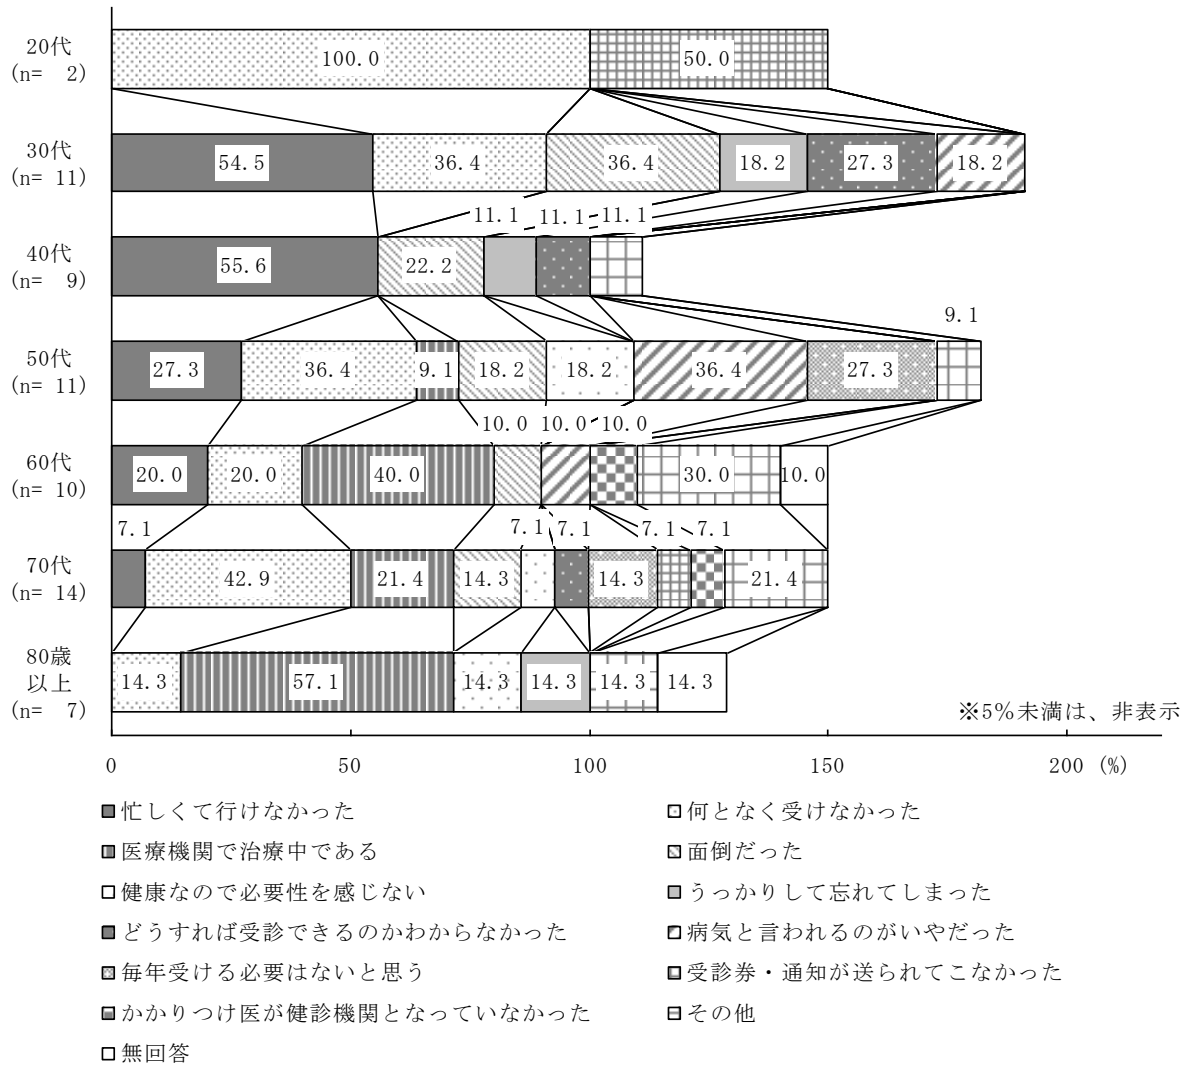 20代
(n=  2)
100.0 50.0
30代
(n= 11)
54.5 36.4 36.4 18.2 27.3 18.2
11.1 11.1 11.1
40代
(n=  9)
55.6 22.2
9.1
50代
(n= 11)
27.3 36.4 9.1 18.2 18.2 36.4 27.3
10.0 10.0 10.0
60代
(n= 10)
20.0 20.0 40.0 30.0 10.0
7.1 7.1 7.1 7.1 7.1
70代
(n= 14)
42.9 21.4 14.3 14.3 21.4
80歳
以上
(n=  7)
14.3 57.1 14.3 14.3 14.3 14.3
※5%未満は、非表示
0 50 100 150 200 (%)
忙しくて行けなかった 何となく受けなかった
医療機関で治療中である 面倒だった
健康なので必要性を感じない うっかりして忘れてしまった
どうすれば受診できるのかわからなかった 病気と言われるのがいやだった
毎年受ける必要はないと思う 受診券・通知が送られてこなかった
かかりつけ医が健診機関となっていなかった その他
無回答